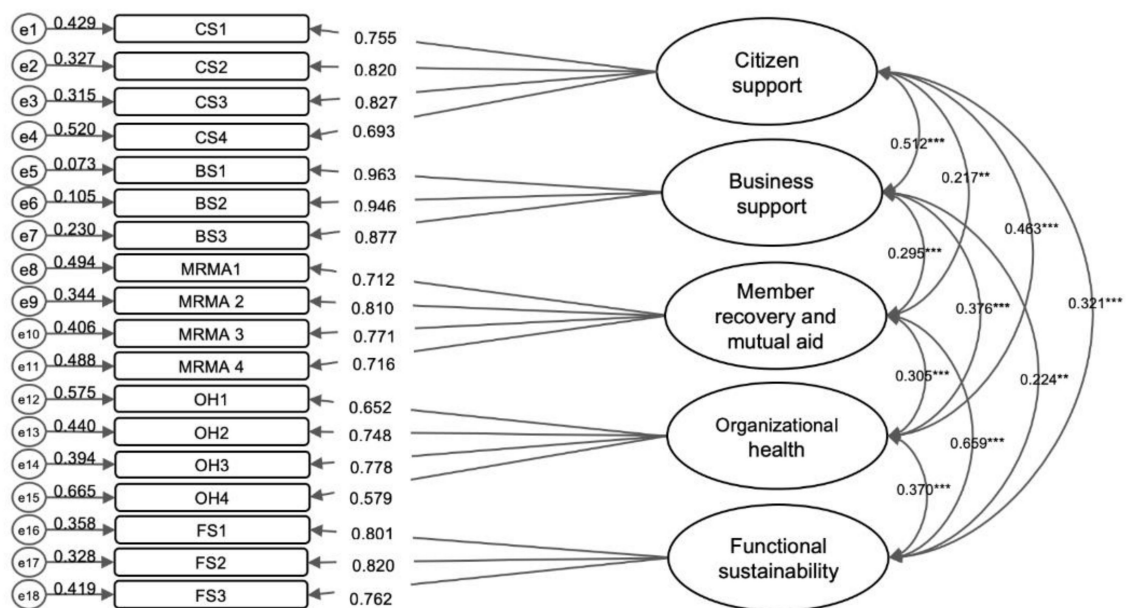 e1 0.429 CS1 0.755
e2 0.327 CS2 0.820
e3 0.315 CS3 0.827
e4 0.520 CS4 0.693
e5 0.073 BS1 0.963
e6 0.105 BS2 0.946
e7 0.230 BS3 0.877
e8 0.494 MRMA1 0.712
e9 0.344 MRMA 2 0.810
e10 0.406 MRMA 3 0.771
e11 0.488 MRMA 4 0.716
e12 0.575 OH1 0.652
e13 0.440 OH2 0.748
e14 0.394 OH3 0.778
e15 0.665 OH4 0.579
e16 0.358 FS1 0.801
e17 0.328 FS2 0.820
e18 0.419 FS3 0.762
Citizen
support
Business
support
Member
recovery and
mutual aid
Organizational
health
Functional
sustainability
0.512***
0.217**
0.463***
0.295***
0.376***
0.321***
0.305***
0.224**
0.659***
0.370***